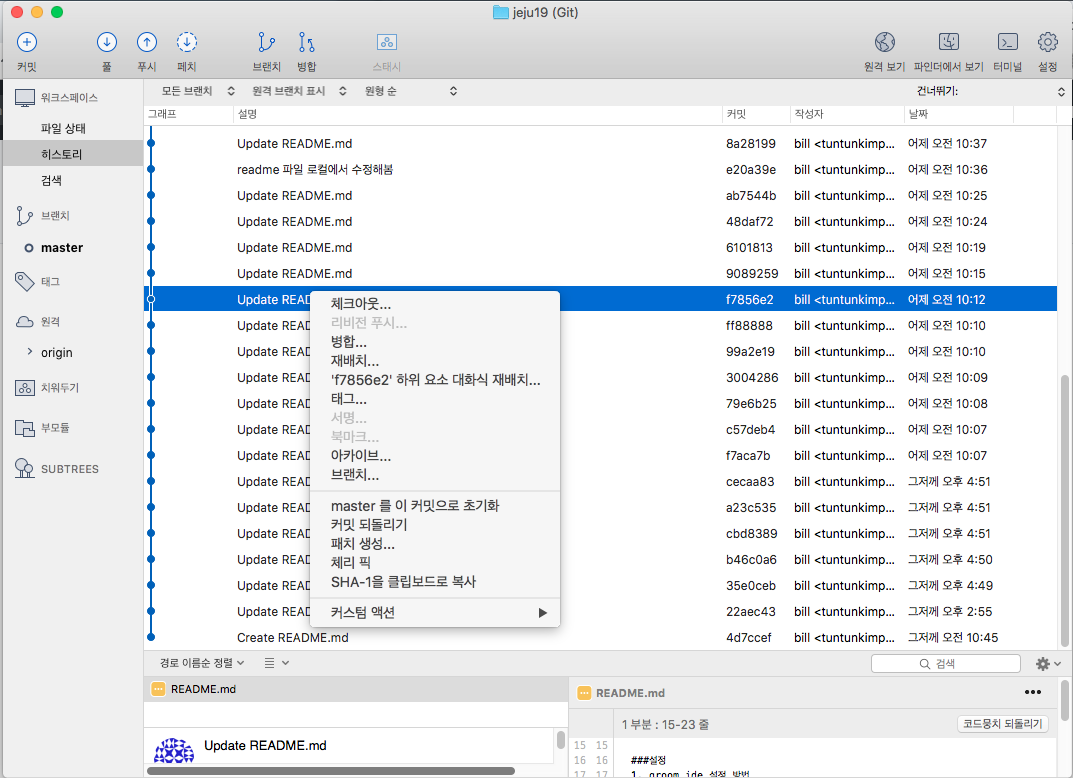 jeju19 (Git)
커밋 풀 푸시 페치 브랜치 병합 스태시 원격 보기 파인더에서 보기 터미널 설정
워크스페이스
파일 상태
히스토리
검색
브랜치
master
태그
원격
origin
치워두기
부모듈
SUBTREES
모든 브랜치 원격 브랜치 표시 원형 순 건너뛰기:
그래프 설명 커밋 작성자 날짜
Update README.md 8a28199 bill <tuntunkimp... 어제 오전 10:37
readme 파일 로컬에서 수정해봄 e20a39e bill <tuntunkimp... 어제 오전 10:36
Update README.md ab7544b bill <tuntunkimp... 어제 오전 10:25
Update README.md 48daf72 bill <tuntunkimp... 어제 오전 10:24
Update README.md 6101813 bill <tuntunkimp... 어제 오전 10:19
Update README.md 9089259 bill <tuntunkimp... 어제 오전 10:15
Update READ f7856e2 bill <tuntunkimp... 어제 오전 10:12
Update READ ff88888 bill <tuntunkimp... 어제 오전 10:10
Update READ 99a2e19 bill <tuntunkimp... 어제 오전 10:10
Update READ 3004286 bill <tuntunkimp... 어제 오전 10:09
Update READ 79e6b25 bill <tuntunkimp... 어제 오전 10:08
Update READ c57deb4 bill <tuntunkimp... 어제 오전 10:07
Update READ f7aca7b bill <tuntunkimp... 어제 오전 10:07
Update READ cecaa83 bill <tuntunkimp... 그저께 오후 4:51
Update READ a23c535 bill <tuntunkimp... 그저께 오후 4:51
Update READ cbd8389 bill <tuntunkimp... 그저께 오후 4:51
Update READ b46c0a6 bill <tuntunkimp... 그저께 오후 4:50
Update READ 35e0ceb bill <tuntunkimp... 그저께 오후 4:49
Update READ 22aec43 bill <tuntunkimp... 그저께 오후 2:55
Create README.md 4d7ccef bill <tuntunkimp... 그저께 오전 10:45
체크아웃...
리비전 푸시...
병합...
재배치...
'f7856e2' 하위 요소 대화식 재배치...
태그...
서명...
북마크...
아카이브...
브랜치...
master 를 이 커밋으로 초기화
커밋 되돌리기
패치 생성...
체리 픽
SHA-1을 클립보드로 복사
커스텀 액션
경로 이름순 정렬 검색
README.md
Update README.md
README.md
1 부분 : 15-23 줄 코드뭉치 되돌리기
15 15
16 16 ###설정
17 17 1. groom ide 설정 방법